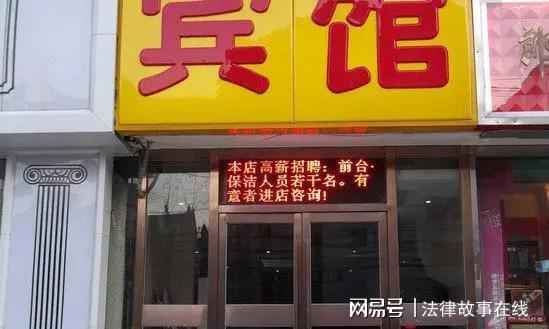 宾馆
本店高薪招聘：前台·
保洁人员若干名。有
意者进店咨询!
网易号 | 法律故事在线